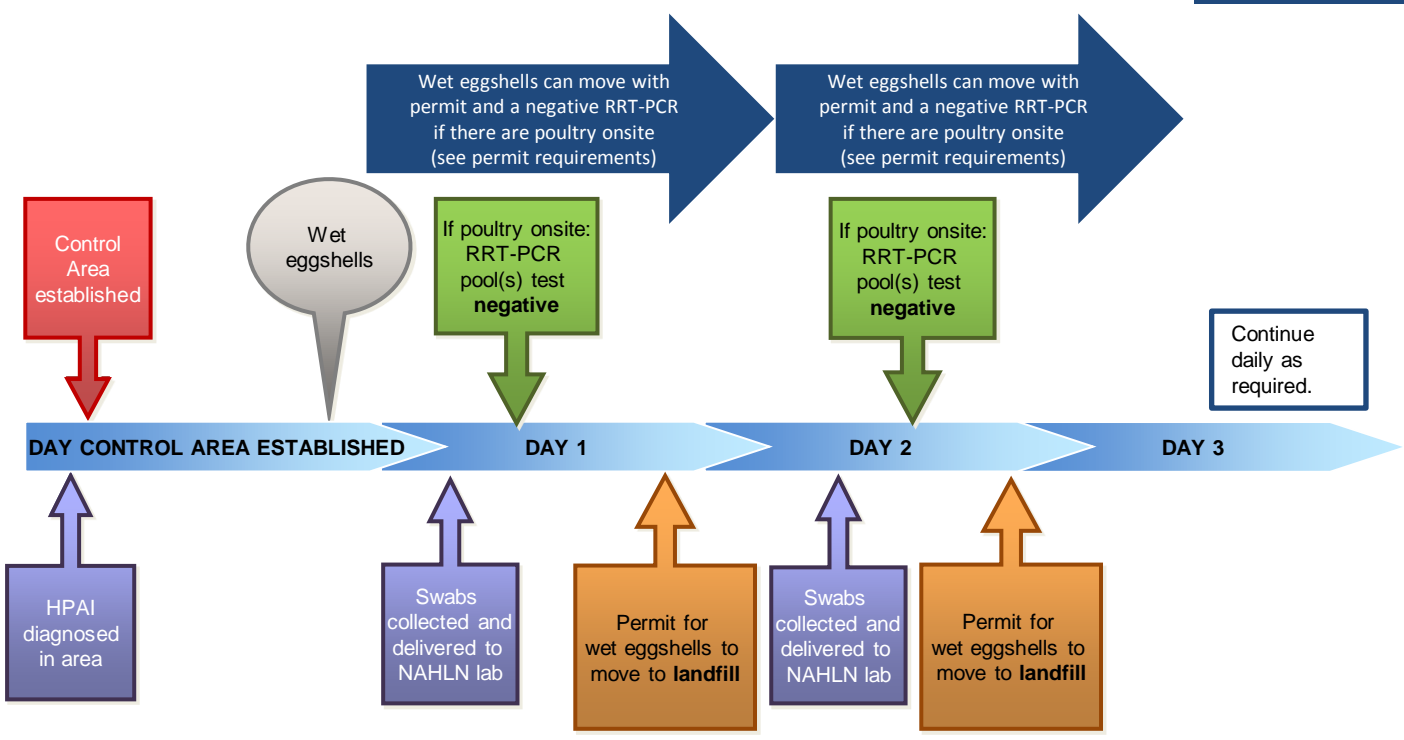 Wet eggshells can move with
permit and a negative RRT-PCR
if there are poultry onsite
(see permit requirements)
Wet eggshells can move with
permit and a negative RRT-PCR
if there are poultry onsite
(see permit requirements)
Control
Area
established
Wet
eggshells
If poultry onsite:
RRT-PCR
pool(s) test
negative
If poultry onsite:
RRT-PCR
pool(s) test
negative
Continue
daily as
required.
DAY CONTROL AREA ESTABLISHED
DAY 1
DAY 2
DAY 3
HPAI
diagnosed
in area
Swabs
collected and
delivered to
NAHLN lab
Permit for
wet eggshells to
move to landfill
Swabs
collected and
delivered to
NAHLN lab
Permit for
wet eggshells to
move to landfill